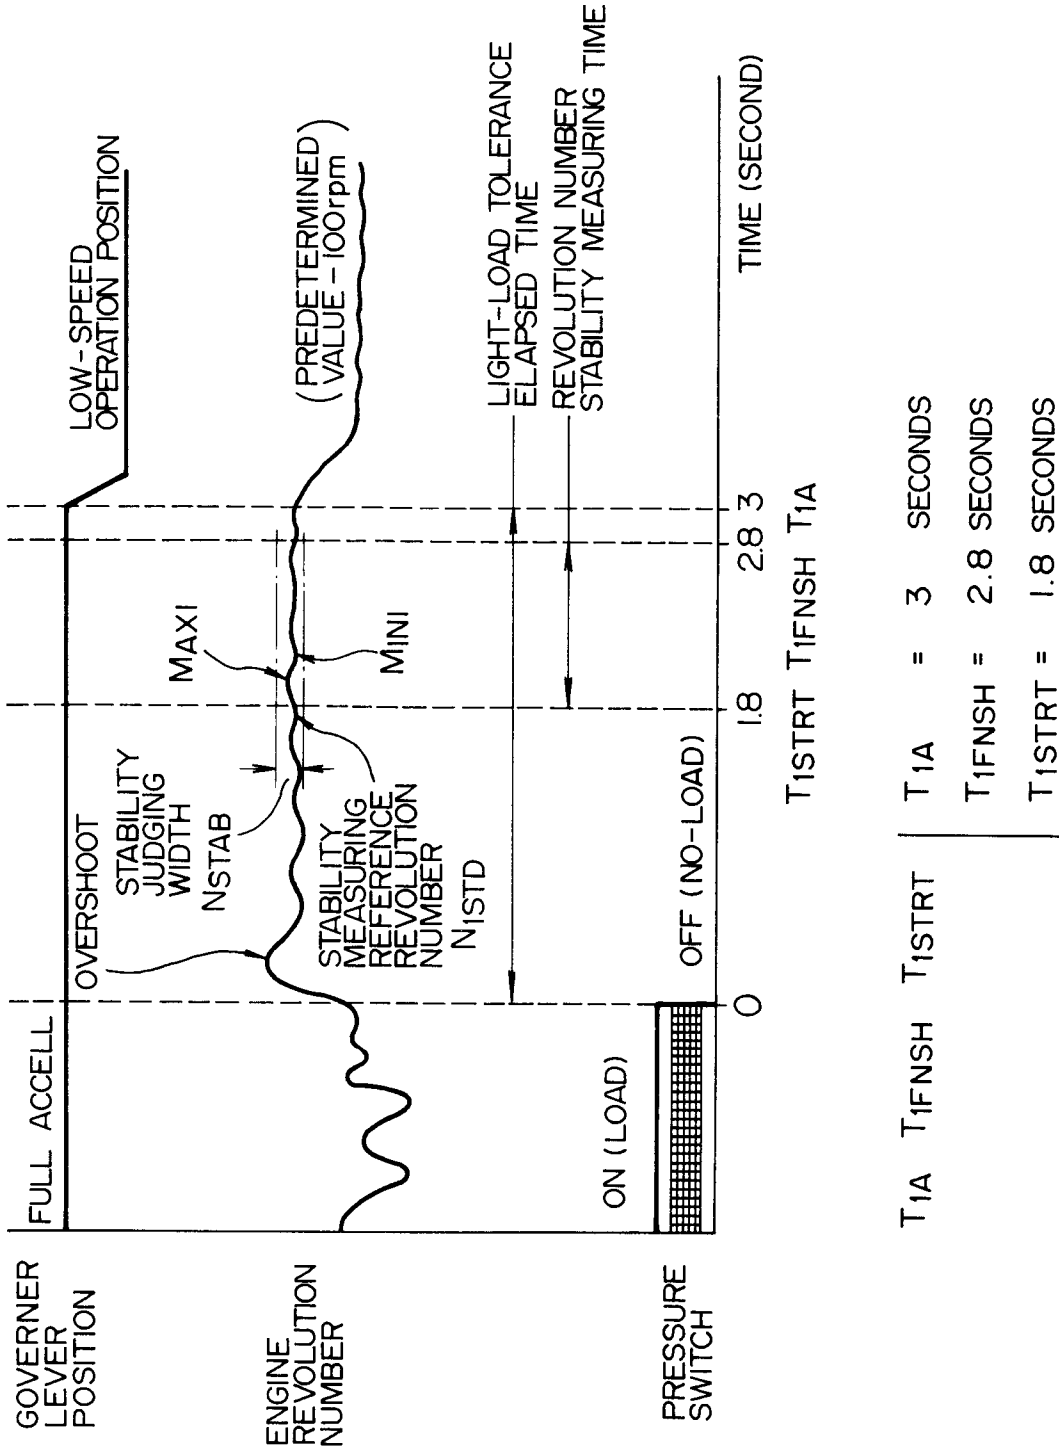 GOVERNER
LEVER
POSITION
FULL ACCELL
LOW-SPEED
OPERATION POSITION
OVERSHOOT
STABILITY
JUDGING
WIDTH
NSTAB
MAXI
(PREDETERMINED
VALUE-100rpm)
ENGINE
REVOLUTION
NUMBER
STABILITY
MEASURING
REFERENCE
REVOLUTION
NUMBER
N1STD
MINI
LIGHT-LOAD TOLERANCE
ELAPSED TIME
REVOLUTION NUMBER
STABILITY MEASURING TIME
PRESSURE
SWITCH
ON (LOAD)
OFF (NO-LOAD)
0 1.8 2.8 3
TIME (SECOND)
T1STRT T1FNSH T1A
T1A T1FNSH T1STRT
T1A = 3 SECONDS
T1FNSH = 2.8 SECONDS
T1STRT = 1.8 SECONDS